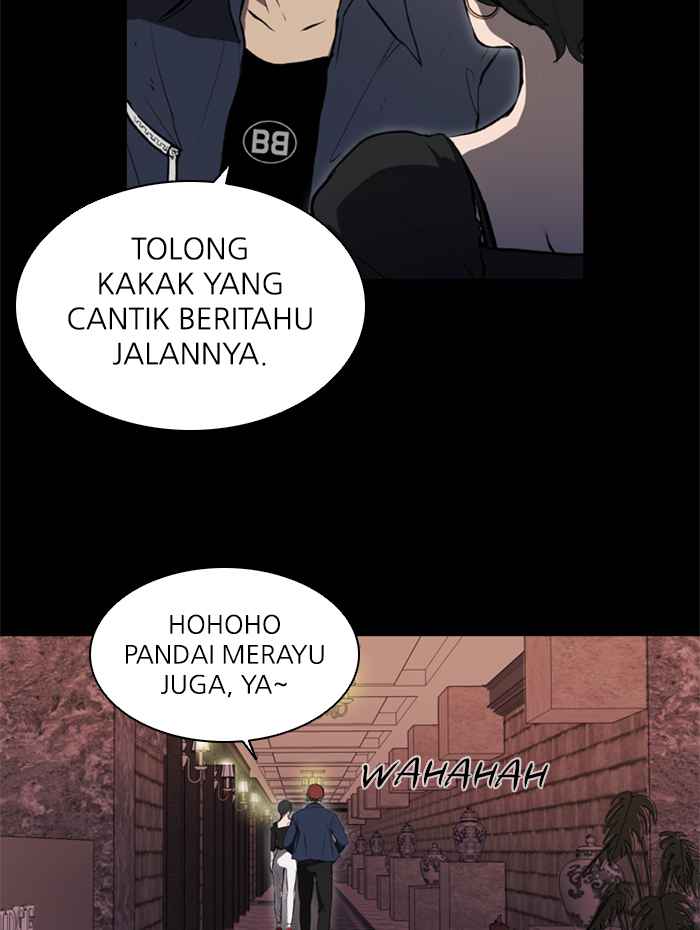 BB
TOLONG
KAKAK YANG
CANTIK BERITAHU
JALANNYA.
HOHOHO
PANDAI MERAYU
JUGA, YA~
WAHAHAH